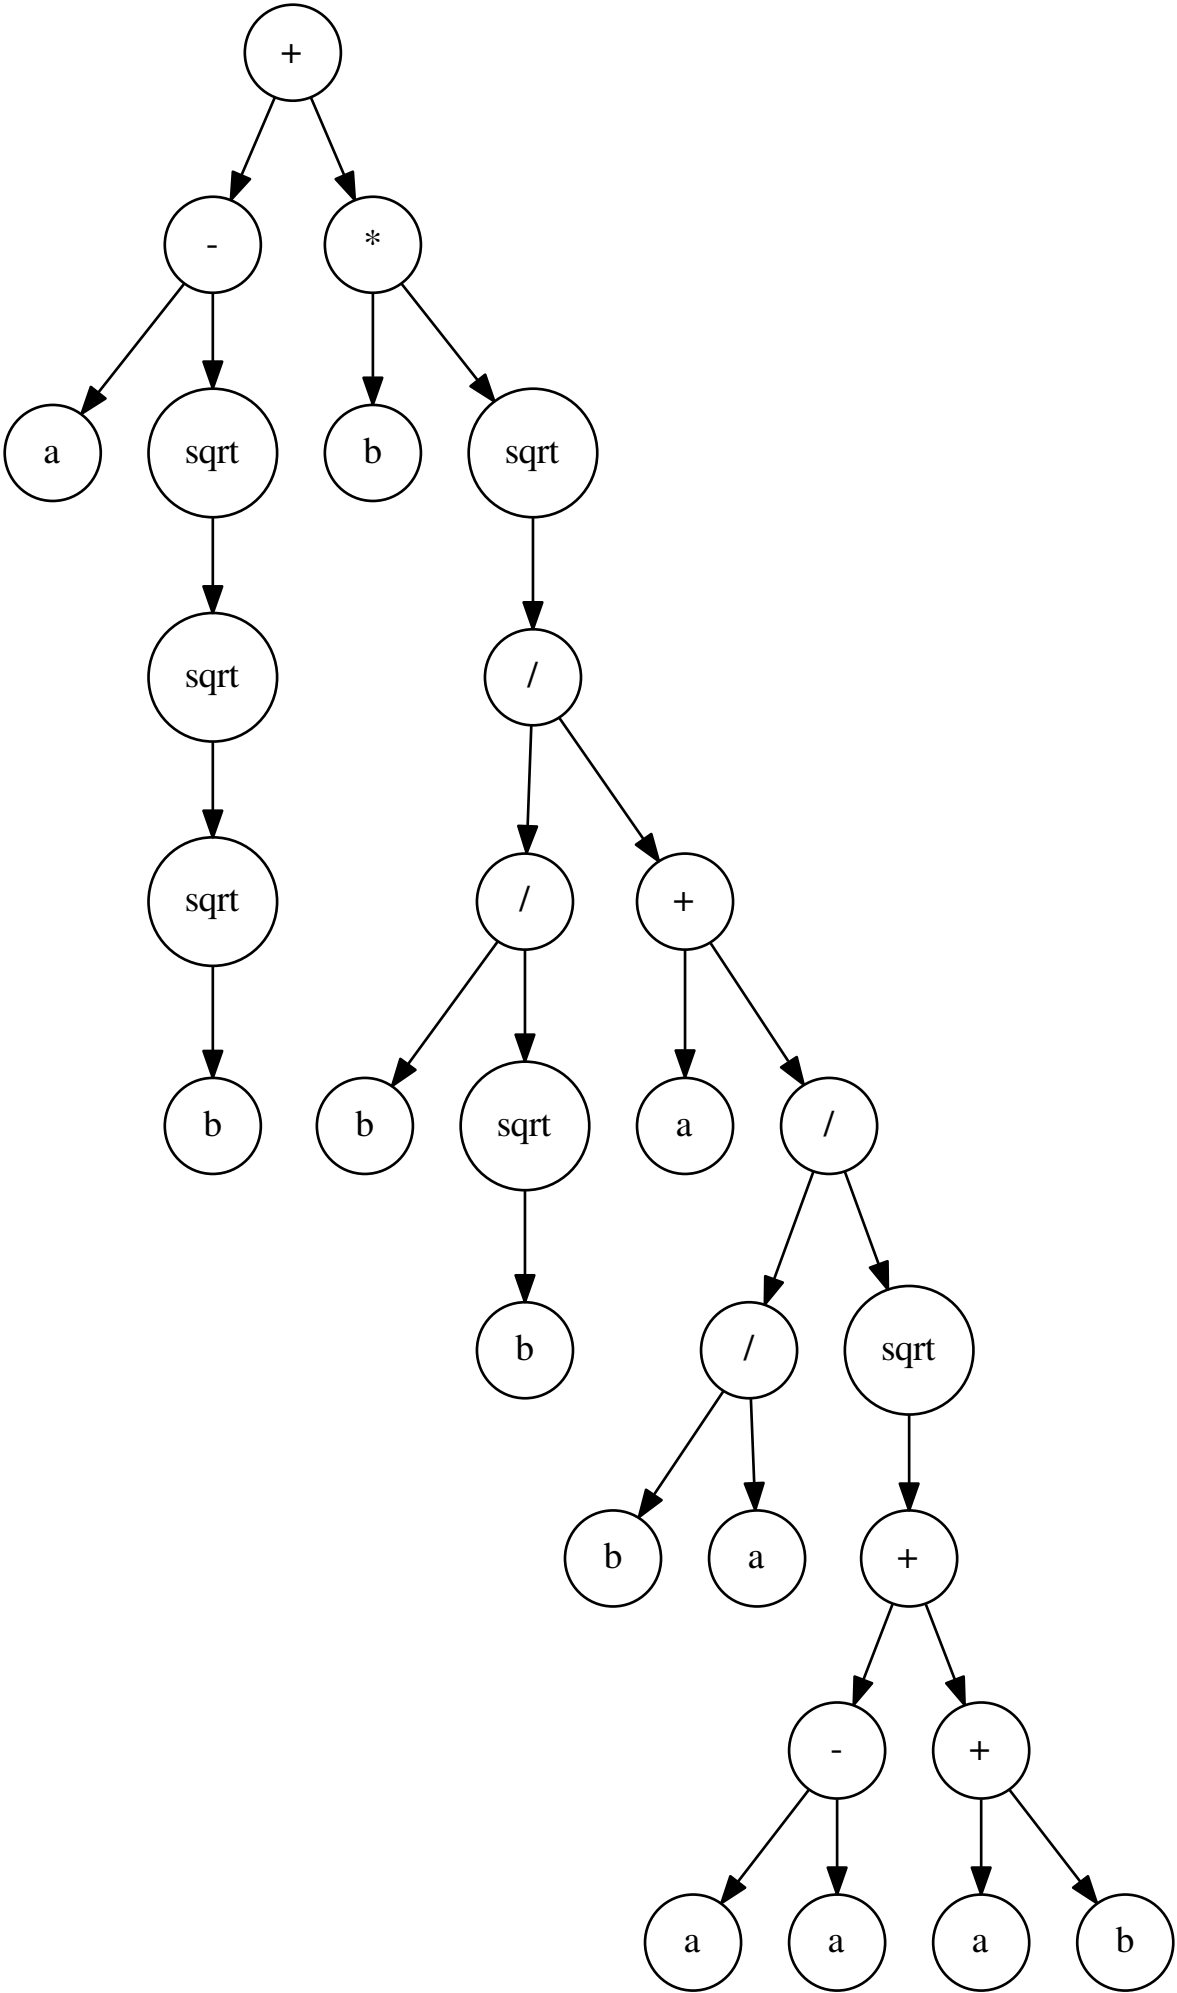 +
- *
a sqrt b sqrt
sqrt /
sqrt / +
b b sqrt a /
b / sqrt
b a +
- +
a a a b